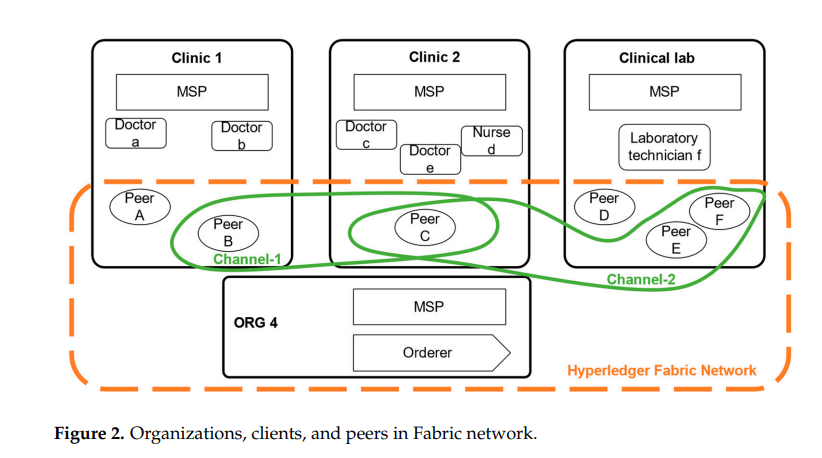 Clinic 1
Clinic 2
Clinical lab
MSP
MSP
MSP
Doctor
a
Doctor
b
Doctor
c
Doctor
e
Nurse
d
Laboratory
technician f
Peer
A
Peer
B
Peer
C
Peer
D
Peer
E
Peer
F
Channel-1
Channel-2
ORG 4
MSP
Orderer
Hyperledger Fabric Network
Figure 2. Organizations, clients, and peers in Fabric network.